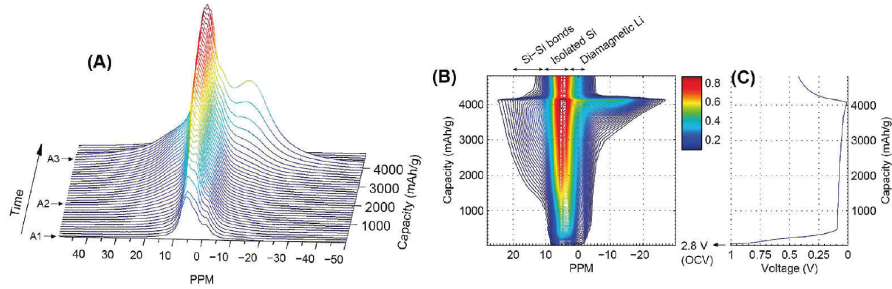 (A)
A3
A2
A1
Time
40 30 20 10 0 -10 -20 -30 -40 -50
PPM
1000 2000 3000 4000
Capacity (mAh/g)
(B)
Si–Si bonds
Isolated Si
Diamagnetic Li
4000
3000
2000
1000
Capacity (mAh/g)
20 10 0 -10 -20
PPM
0.8
0.6
0.4
0.2
(C)
4000
3000
2000
1000
Capacity (mAh/g)
2.8 V
(OCV)
1 0.75 0.5 0.25 0
Voltage (V)